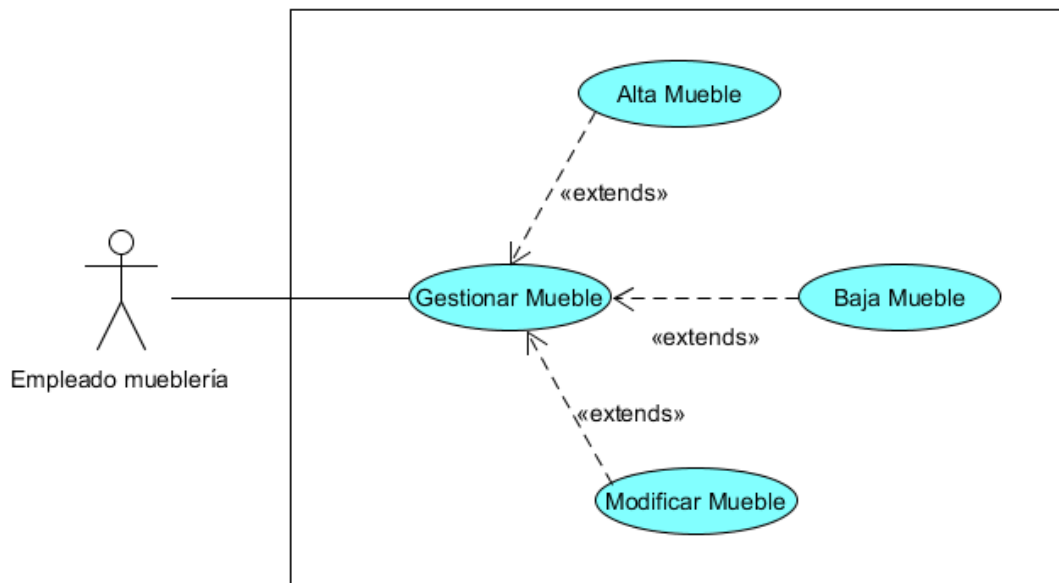 Alta Mueble
«extends»
Gestionar Mueble
Baja Mueble
«extends»
Empleado mueblería
«extends»
Modificar Mueble